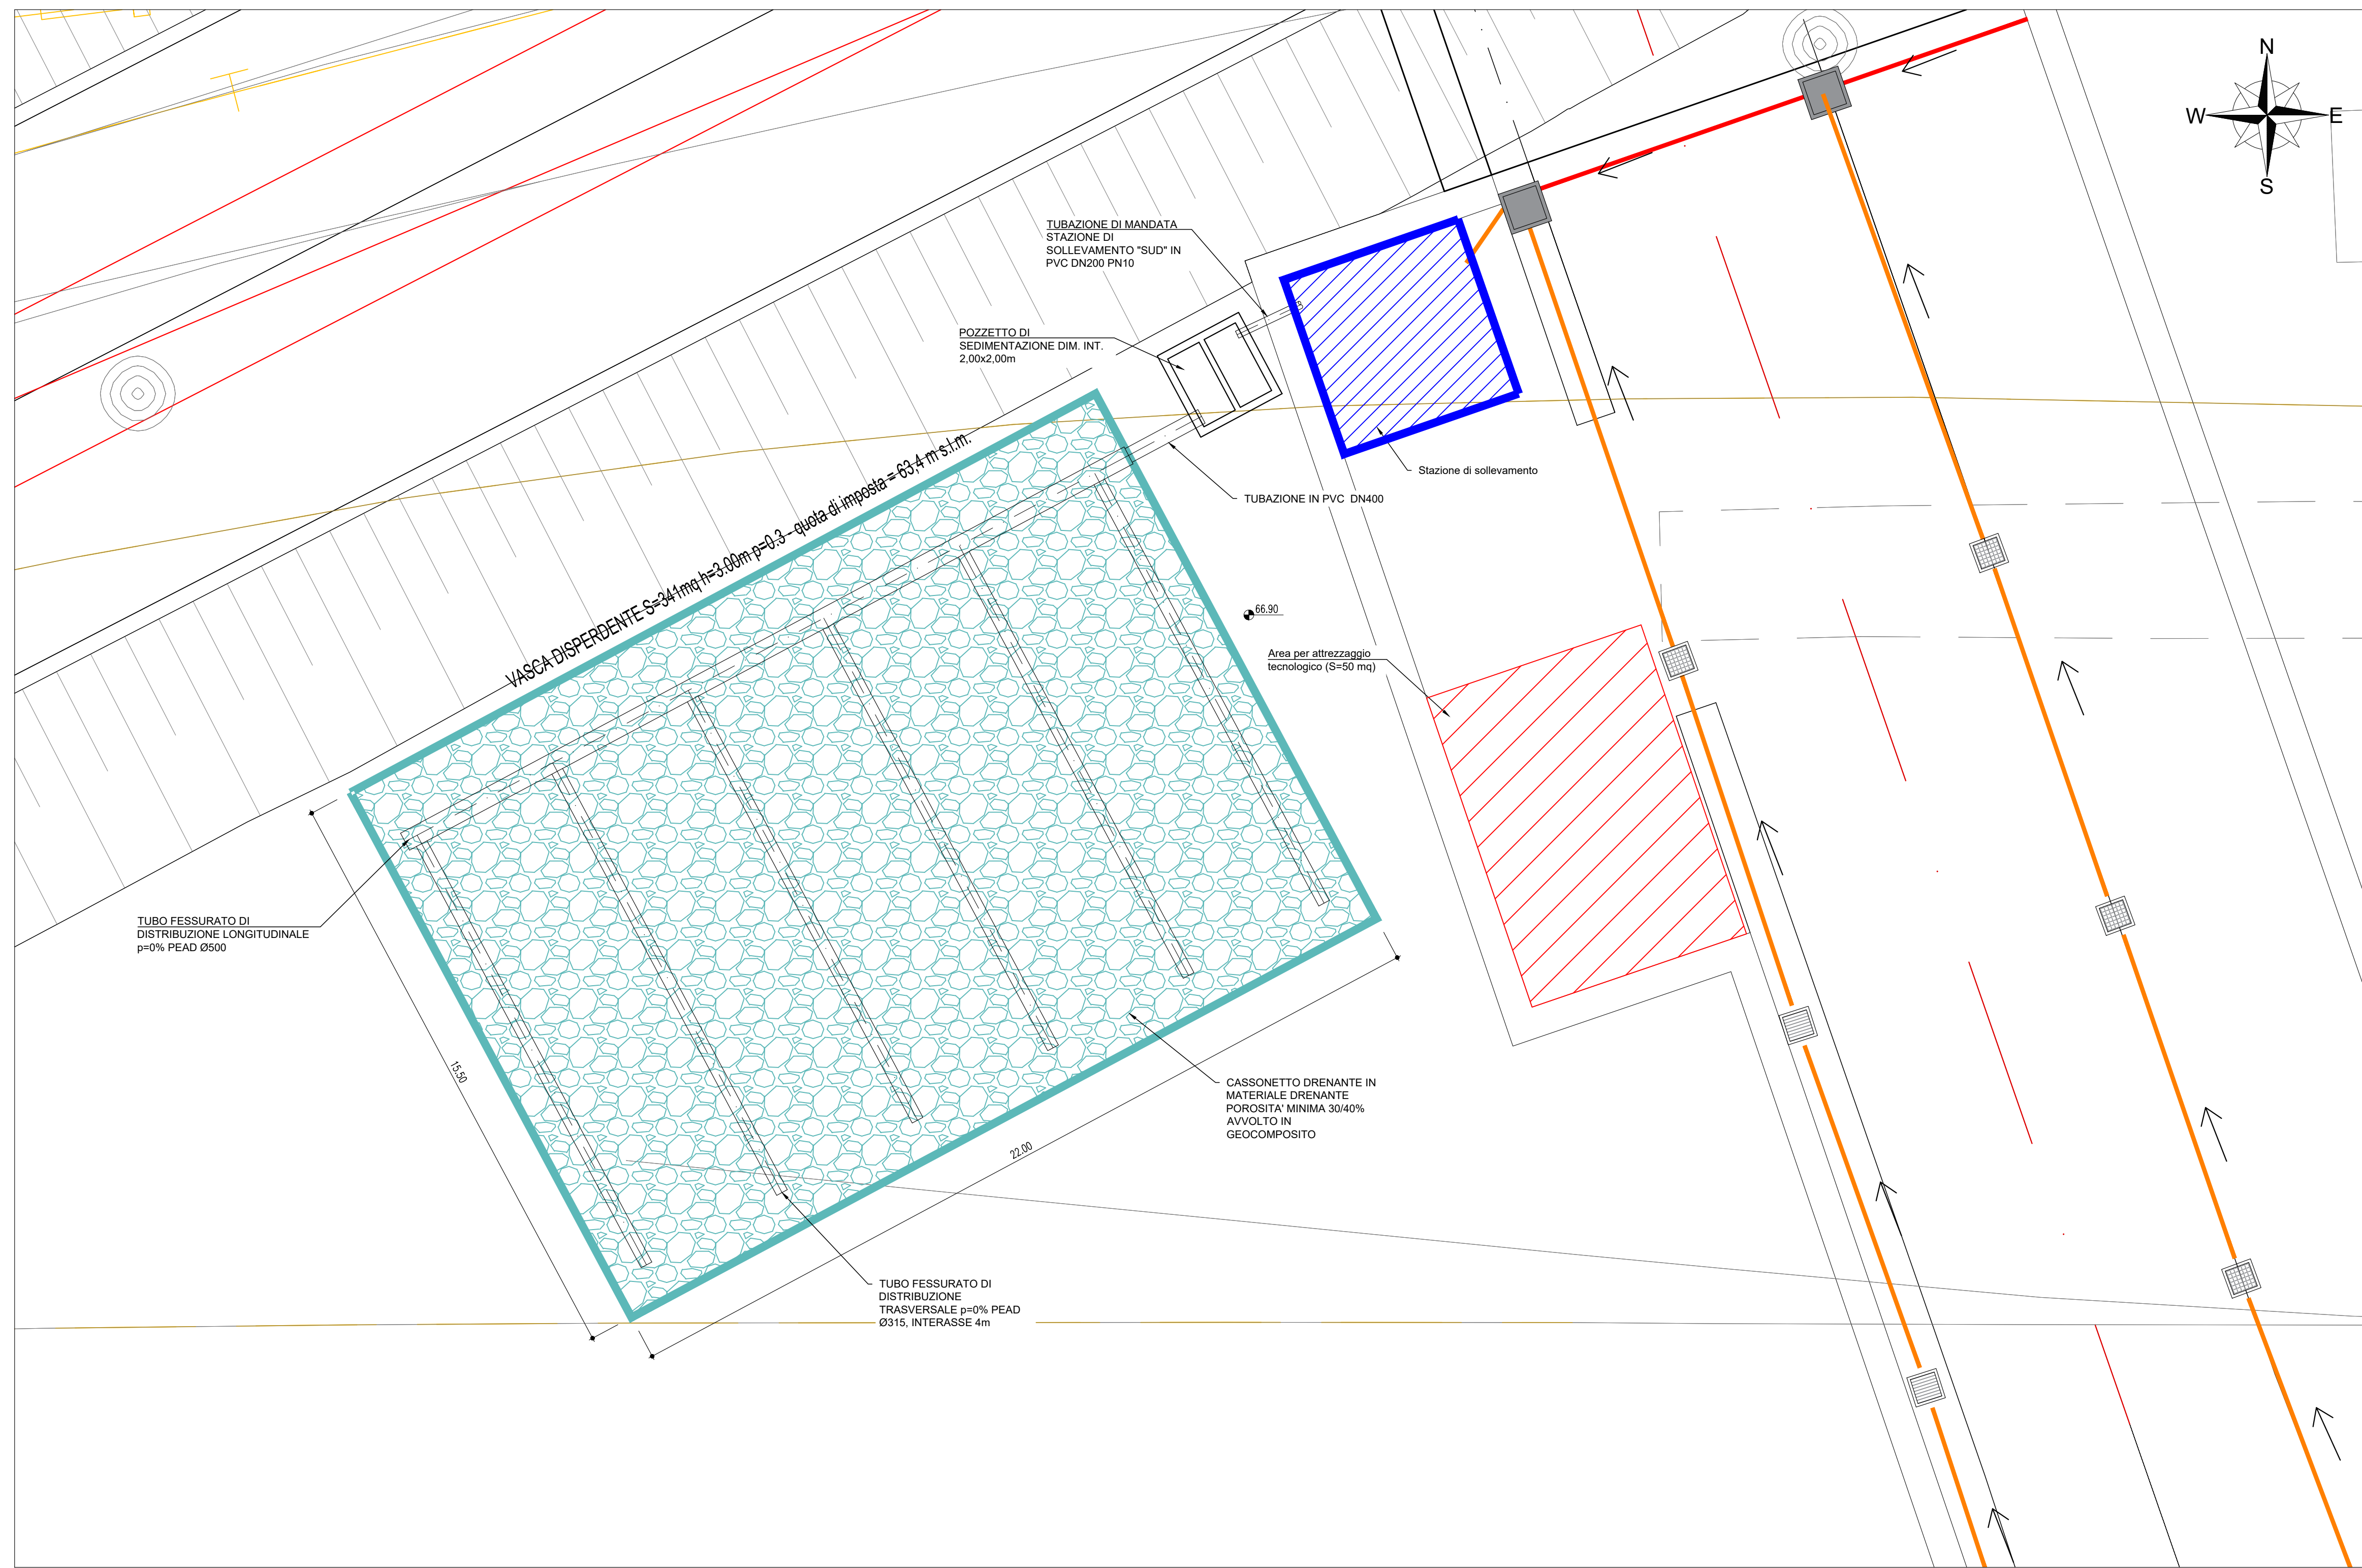 N
W
E
S
TUBAZIONE DI MANDATA
STAZIONE DI
SOLLEVAMENTO "SUD" IN
PVC DN200 PN10
POZZETTO DI
SEDIMENTAZIONE DIM. INT.
2,00x2,00m
Stazione di sollevamento
TUBAZIONE IN PVC DN400
VASCA DISPERDENTE S=341mq h=3.00m p=0.3 - quota di imposta = 63,4 m s.l.m.
66.90
Area per attrezzaggio
tecnologico (S=50 mq)
TUBO FESSURATO DI
DISTRIBUZIONE LONGITUDINALE
p=0% PEAD Ø500
15.50
CASSONETTO DRENANTE IN
MATERIALE DRENANTE
POROSITA' MINIMA 30/40%
AVVOLTO IN
GEOCOMPOSITO
22.00
TUBO FESSURATO DI
DISTRIBUZIONE
TRASVERSALE p=0% PEAD
Ø315, INTERASSE 4m